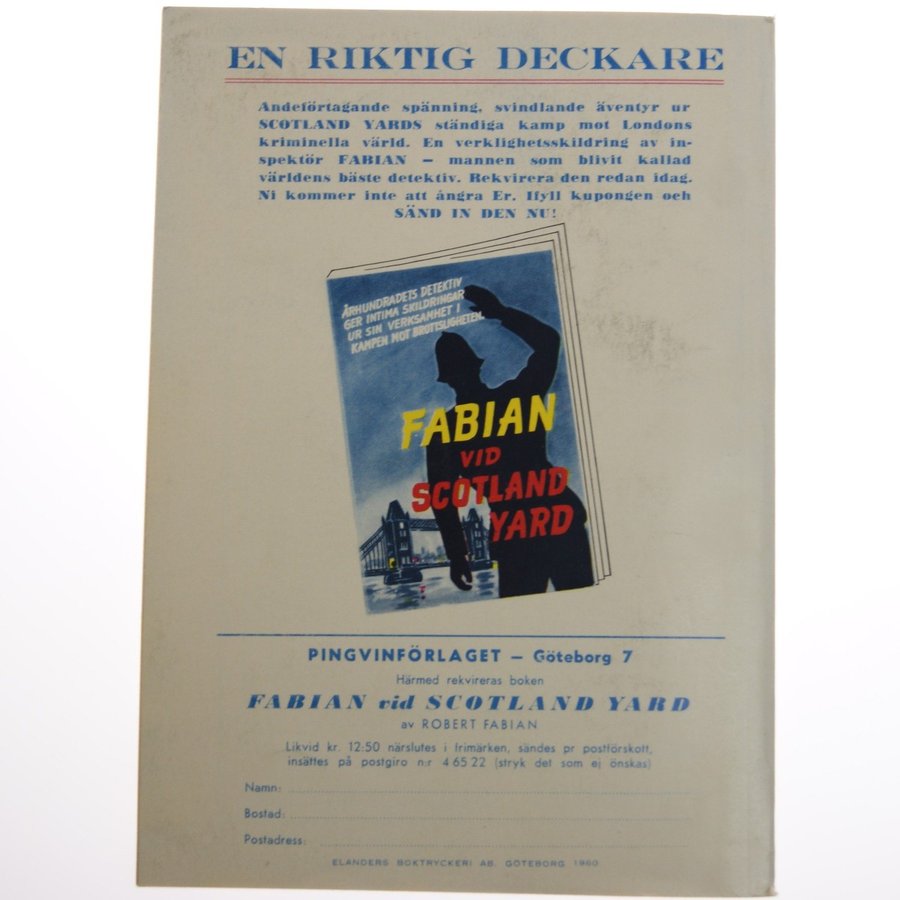 EN RIKTIG DECKARE
Andeförtagande spänning, svindlande äventyr ur
SCOTLAND YARDS ständiga kamp mot Londons
kriminella värld. En verklighetsskildring av in-
spektör FABIAN — mannen som blivit kallad
världens bäste detektiv. Rekvirera den redan idag.
Ni kommer inte att ångra Er. Ifyll kupongen och
SÄND IN DEN NU!
ÅRHUNDRADETS DETEKTIV
GER INTIMA SKILDRINGAR
UR SIN VERKSAMHET I
KAMPEN MOT BROTTSLIGHETEN.
FABIAN
VID
SCOTLAND
YARD
PINGVINFÖRLAGET — Göteborg 7
Härmed rekvireras boken
FABIAN vid SCOTLAND YARD
av ROBERT FABIAN
Likvid kr. 12:50 närslutes i frimärken, sändes pr postförskott,
insättes på postgiro n:r 4 65 22 (stryk det som ej önskas)
Namn:
Bostad:
Postadress:
ELANDERS BOKTRYCKERI AB. GÖTEBORG 1960